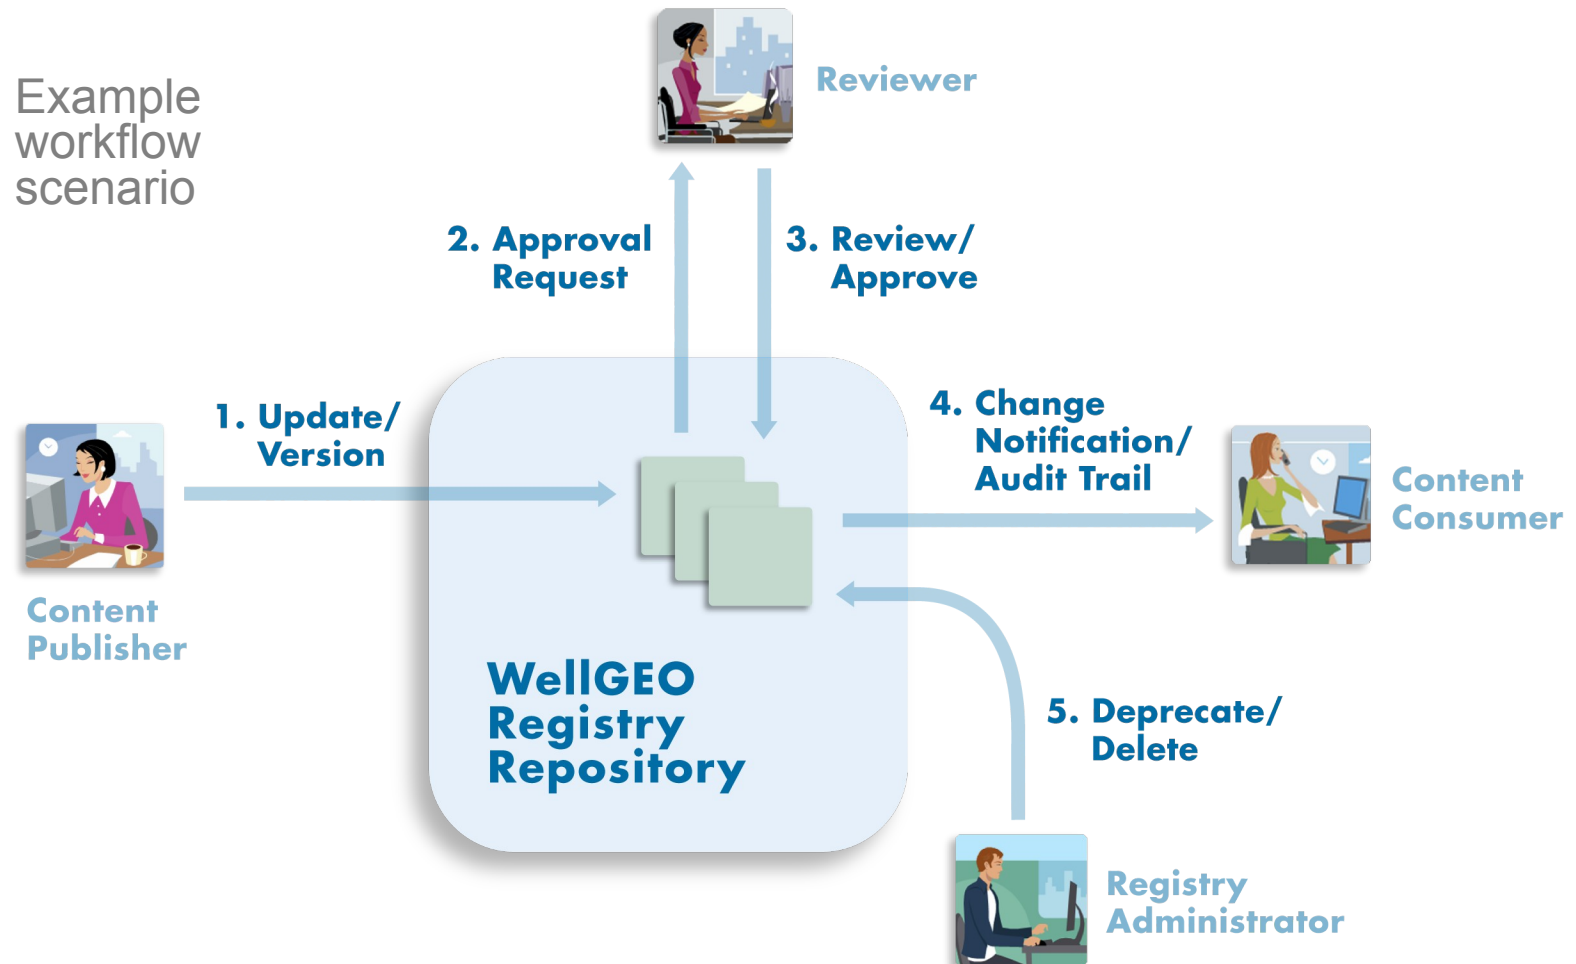 Example
workflow
scenario
Reviewer
2. Approval
Request
3. Review/
Approve
1. Update/
Version
4. Change
Notification/
Audit Trail
Content
Publisher
Content
Consumer
WellGEO
Registry
Repository
5. Deprecate/
Delete
Registry
Administrator